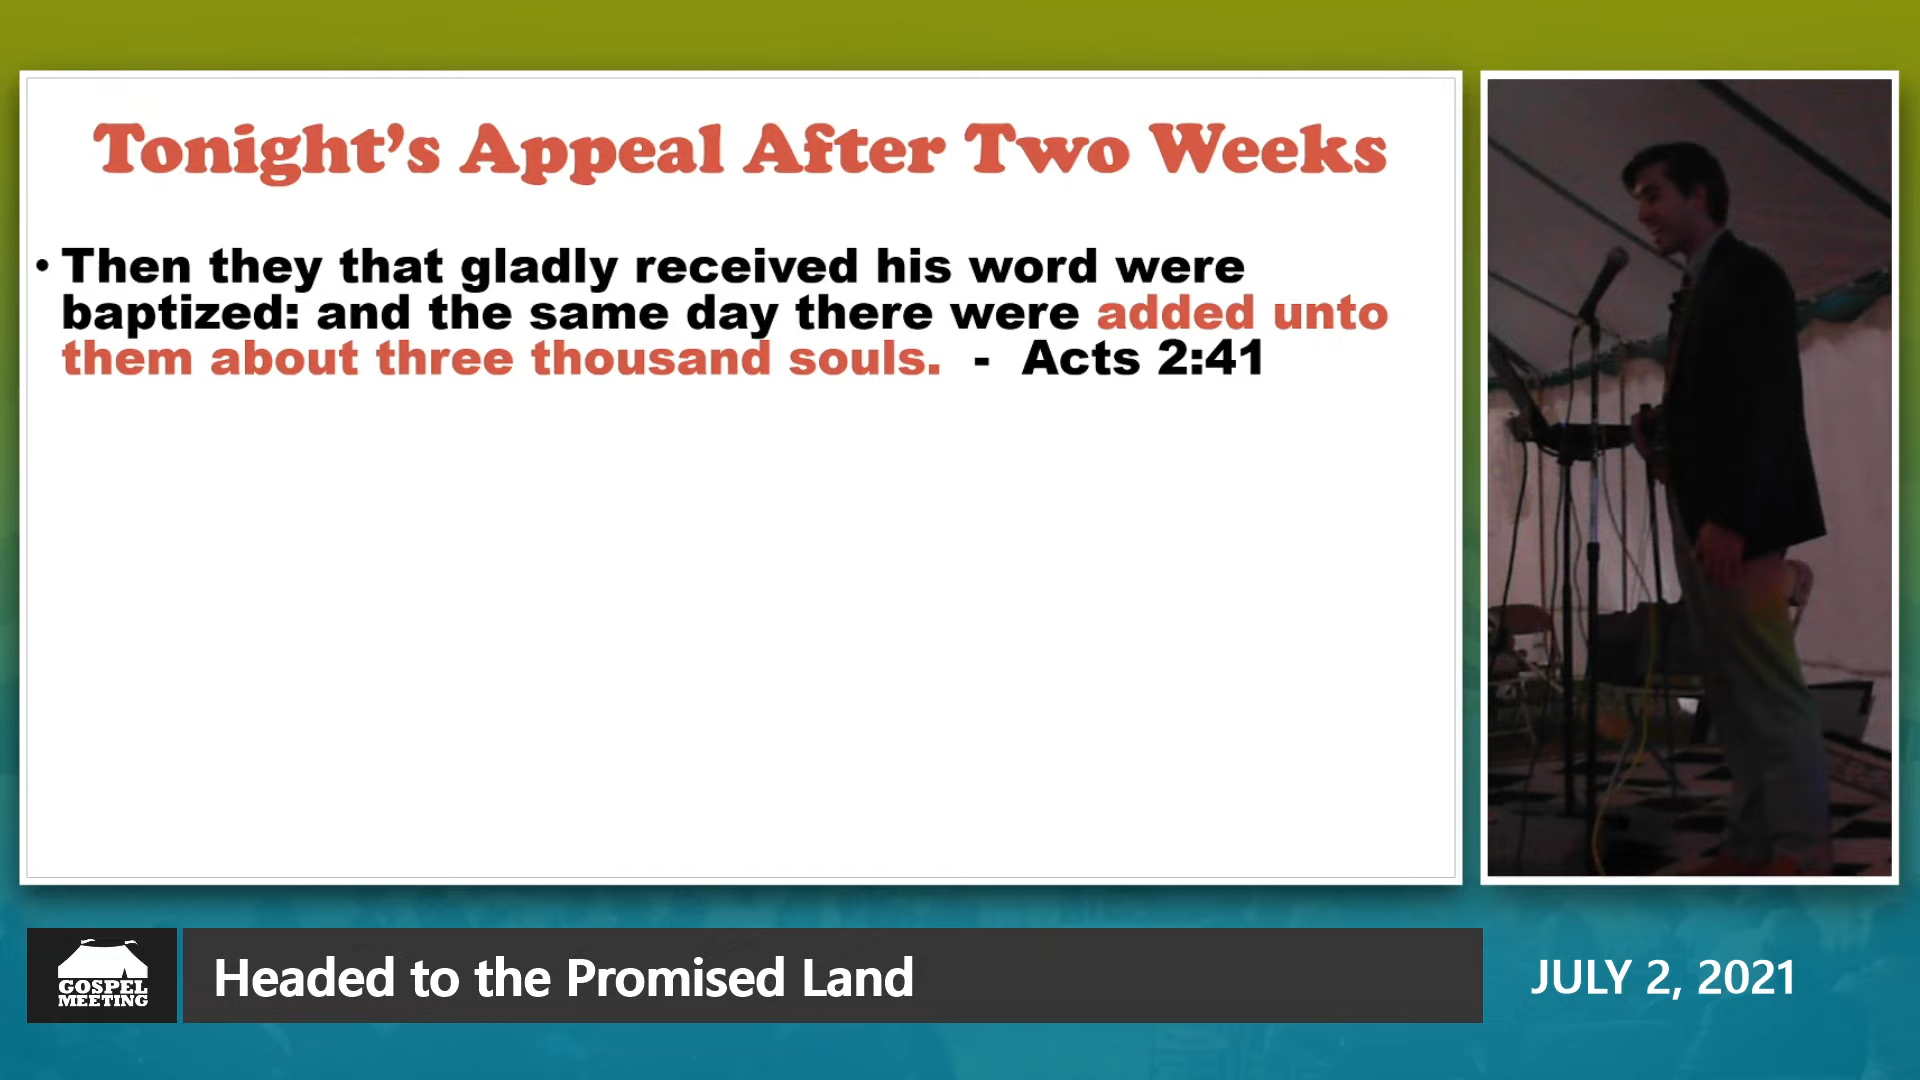 Tonight's Appeal After Two Weeks
• Then they that gladly received his word were
baptized: and the same day there were added unto
them about three thousand souls. - Acts 2:41
GOSPEL
MEETING
Headed to the Promised Land
JULY 2, 2021